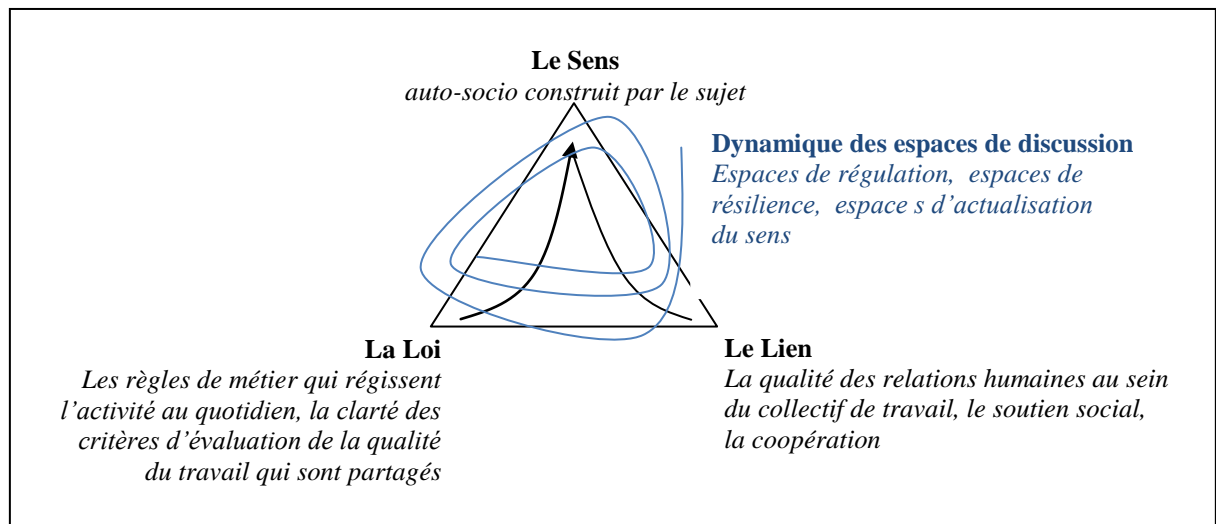 Le Sens
auto-socio construit par le sujet
Dynamique des espaces de discussion
Espaces de régulation, espaces de
résilience, espace s d'actualisation
du sens
La Loi
Les règles de métier qui régissent
l'activité au quotidien, la clarté des
critères d'évaluation de la qualité
du travail qui sont partagés
Le Lien
La qualité des relations humaines au sein
du collectif de travail, le soutien social,
la coopération